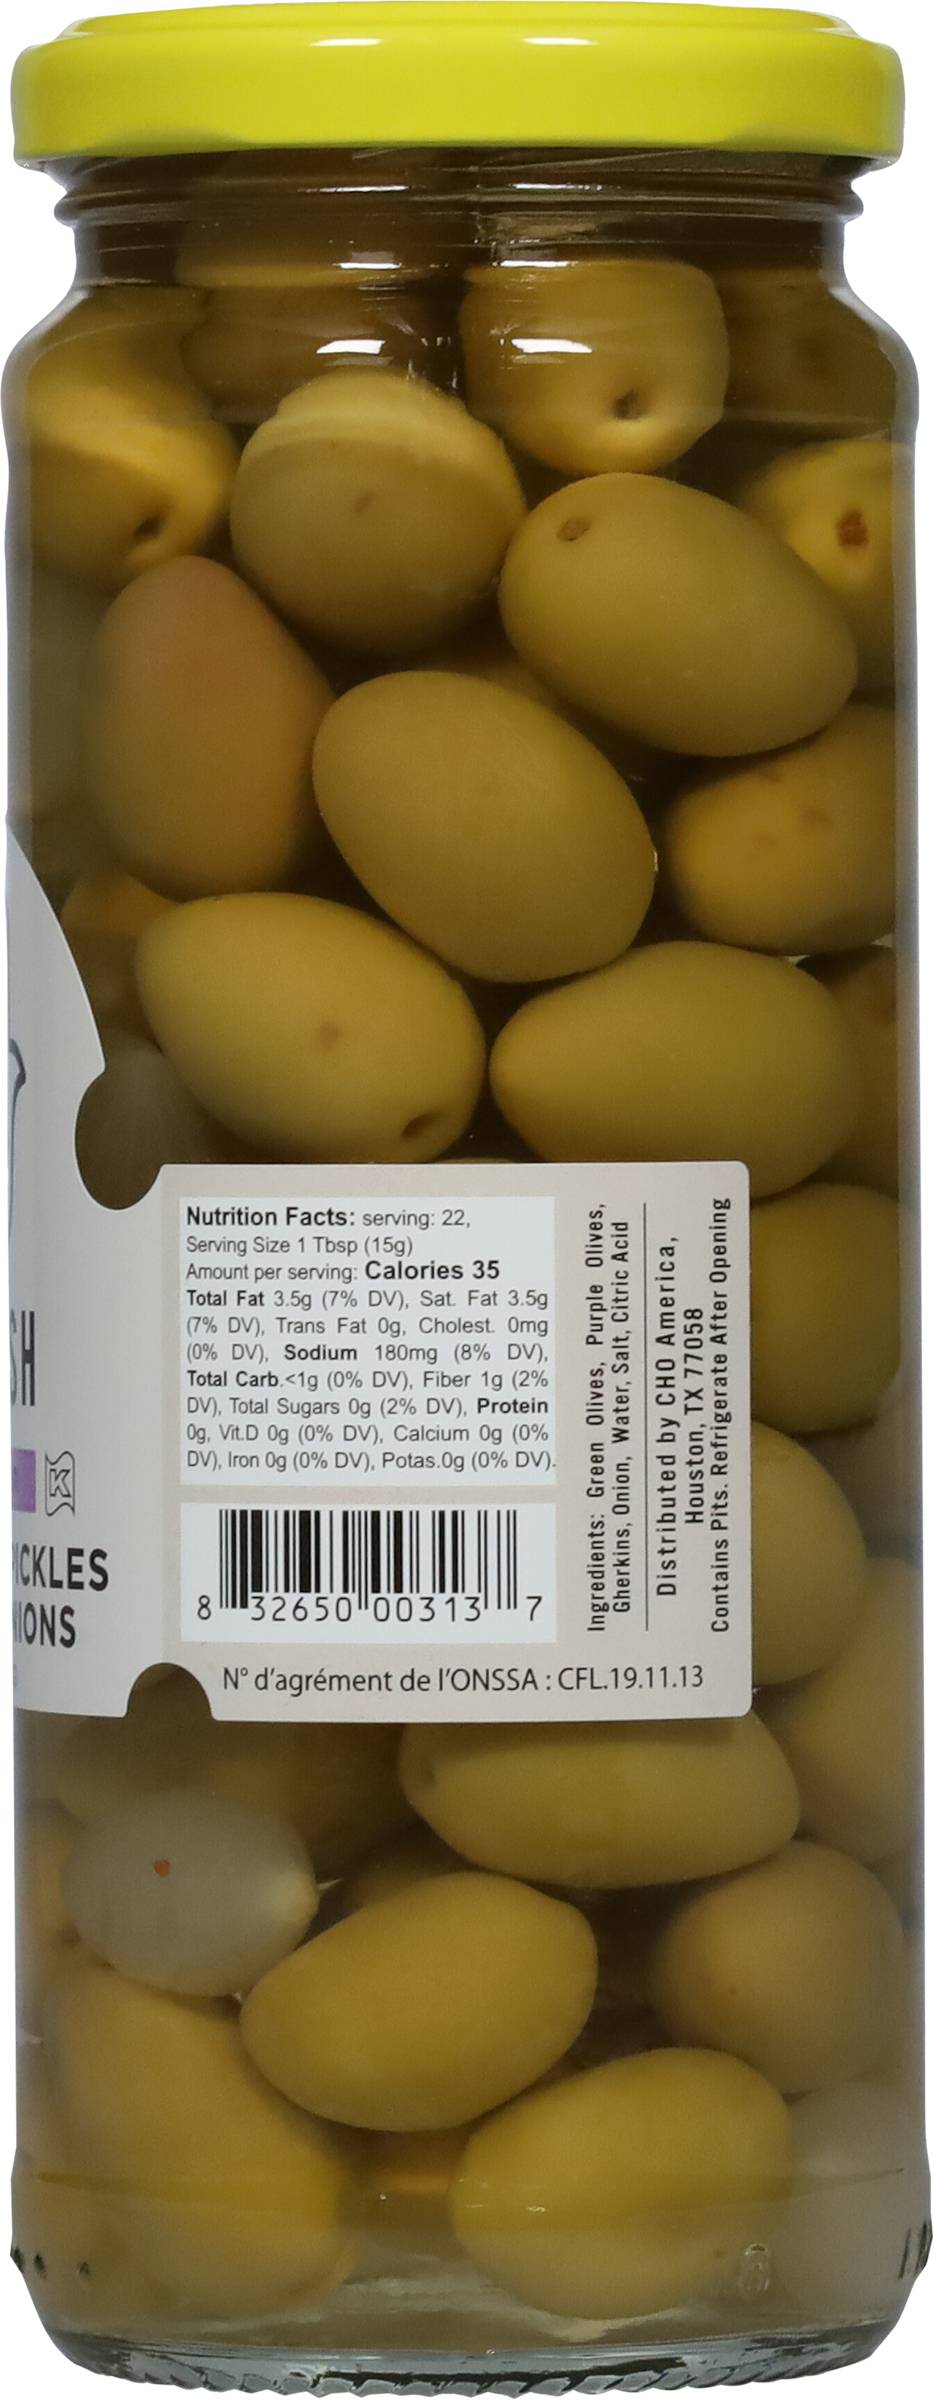 Nutrition Facts: serving: 22,
Serving Size 1 Tbsp (15g)
Amount per serving: Calories 35
Total Fat 3.5g (7% DV), Sat. Fat 3.5g
(7% DV), Trans Fat 0g, Cholest. 0mg
(0% DV), Sodium 180mg (8% DV),
Total Carb.<1g (0% DV), Fiber 1g (2%
DV), Total Sugars 0g (2% DV), Protein
0g, Vit.D 0g (0% DV), Calcium 0g (0%
DV), Iron 0g (0% DV), Potas.0g (0% DV).
8 32650 00313 7
N° d'agrément de l'ONSSA : CFL.19.11.13
Ingredients: Green Olives, Purple Olives,
Gherkins, Onion, Water, Salt, Citric Acid
Distributed by CHO America,
Houston, TX 77058
Contains Pits. Refrigerate After Opening
SH
K
ICKLES
IONS